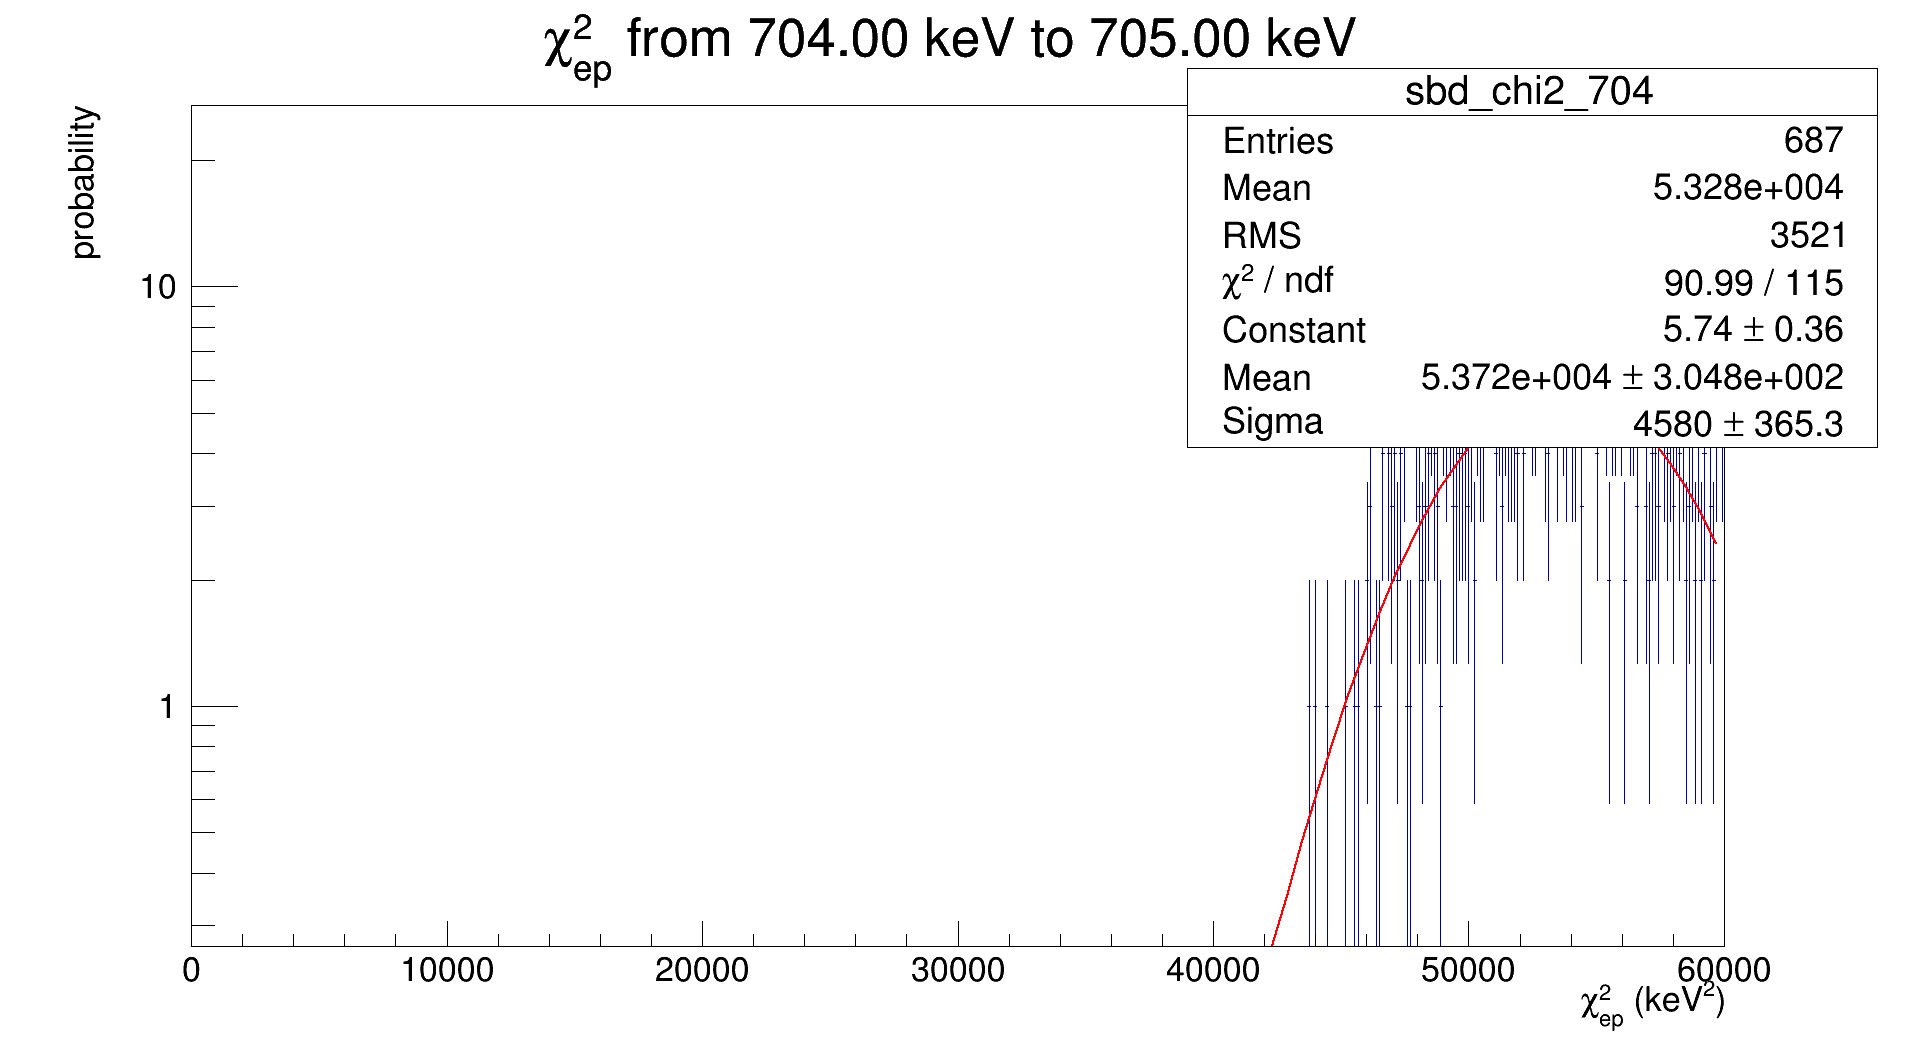 χ²ep from 704.00 keV to 705.00 keV
sbd_chi2_704
Entries 687
Mean 5.328e+004
RMS 3521
χ² / ndf 90.99 / 115
Constant 5.74 ± 0.36
Mean 5.372e+004 ± 3.048e+002
Sigma 4580 ± 365.3
probability
10
1
0 10000 20000 30000 40000 50000 60000
χ²ep (keV²)